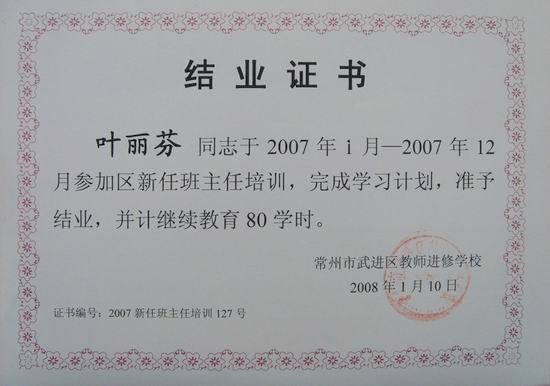 结业证书
叶丽芬 同志于 2007 年 1 月—2007 年 12
月参加区新任班主任培训，完成学习计划，准予
结业，并计继续教育 80 学时。
常州市武进区教师进修学校
2008 年 1 月 10 日
证书编号：2007 新任班主任培训 127 号